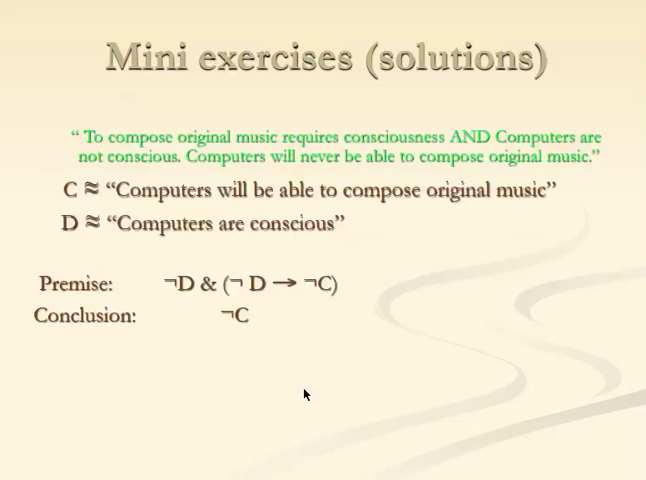 Mini exercises (solutions)
“ To compose original music requires consciousness AND Computers are
not conscious. Computers will never be able to compose original music.”
C ≈ “Computers will be able to compose original music”
D ≈ “Computers are conscious”
Premise: ¬D & (¬ D → ¬C)
Conclusion: ¬C